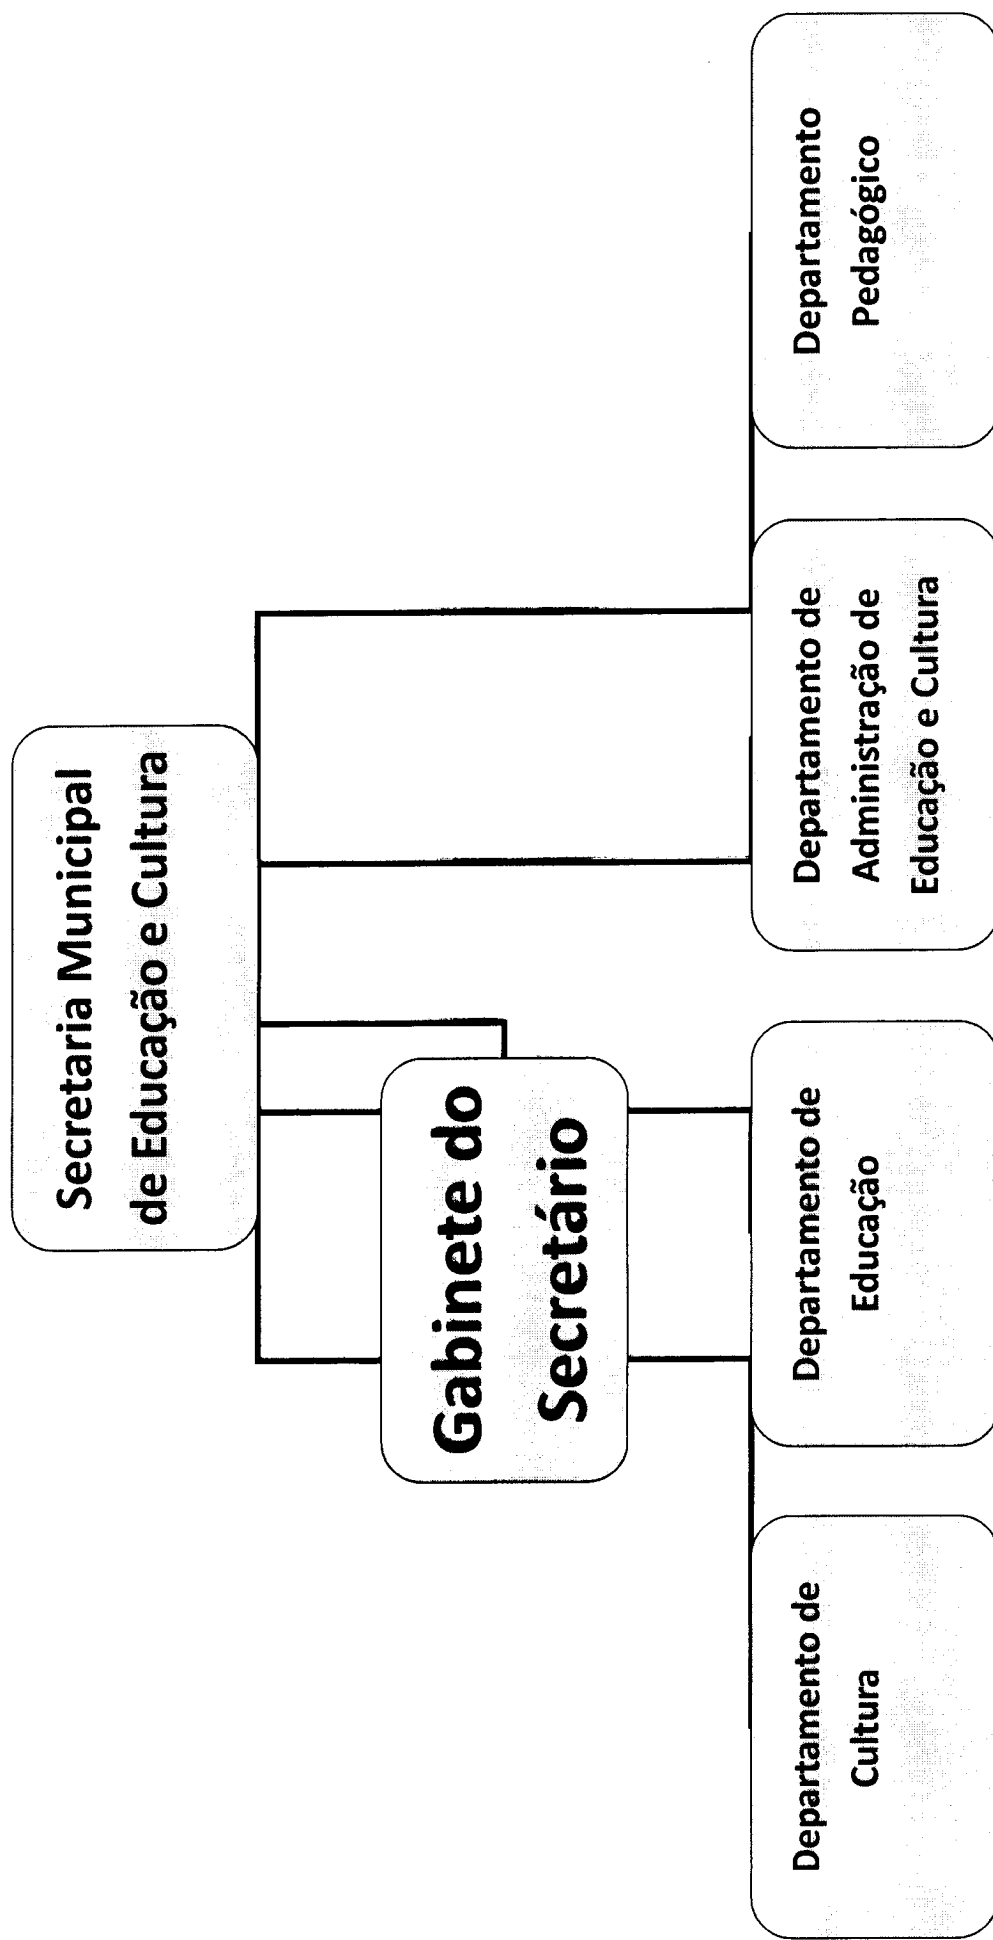 Secretaria Municipal
de Educação e Cultura
Gabinete do
Secretário
Departamento de
Cultura
Departamento de
Educação
Departamento de
Administração de
Educação e Cultura
Departamento
Pedagógico